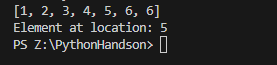 [1, 2, 3, 4, 5, 6, 6]
Element at location: 5
PS Z:\PythonHandson>